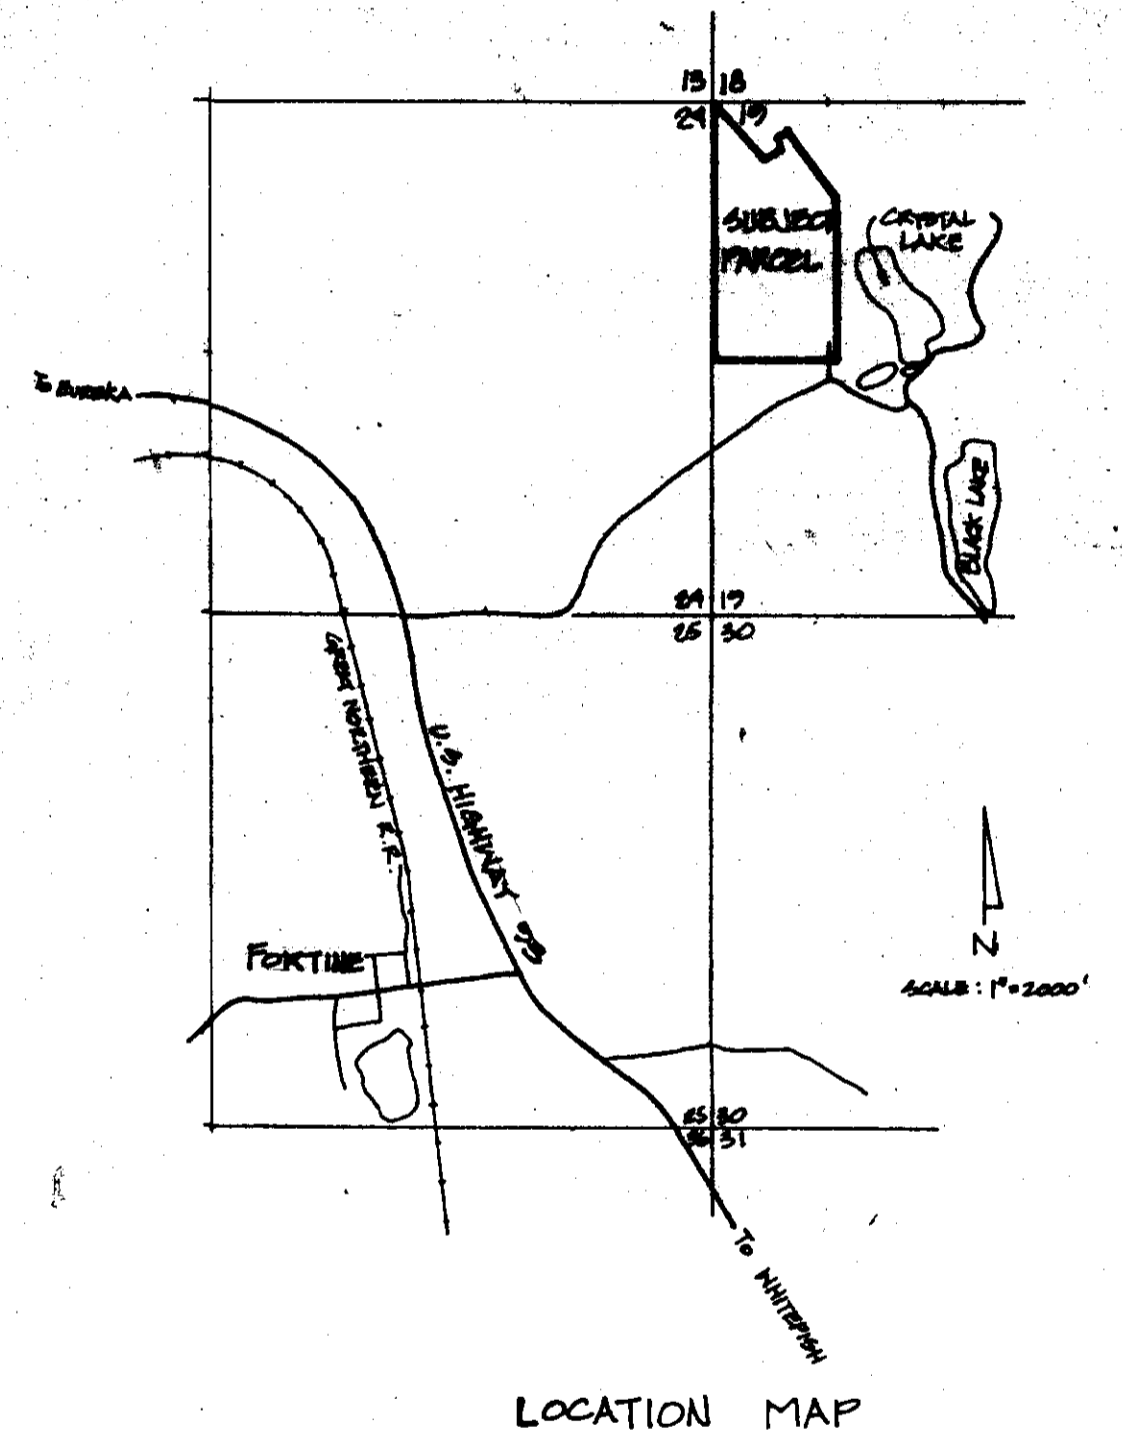 13 18
24 19
SUBJECT
PARCEL
CRYSTAL
LAKE
To EUREKA
BLACK LAKE
24 19
25 30
GREAT NORTHERN R.R.
U.S. HIGHWAY 93
N
FORTINE
SCALE: 1"=2000'
25 30
36 31
To WHITEFISH
LOCATION MAP